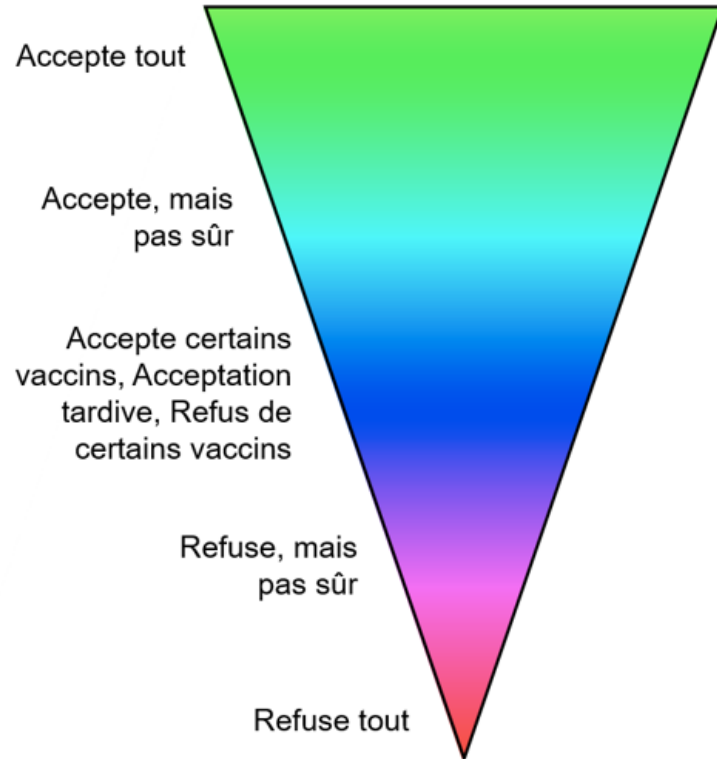 Accepte tout
Accepte, mais
pas sûr
Accepte certains
vaccins, Acceptation
tardive, Refus de
certains vaccins
Refuse, mais
pas sûr
Refuse tout